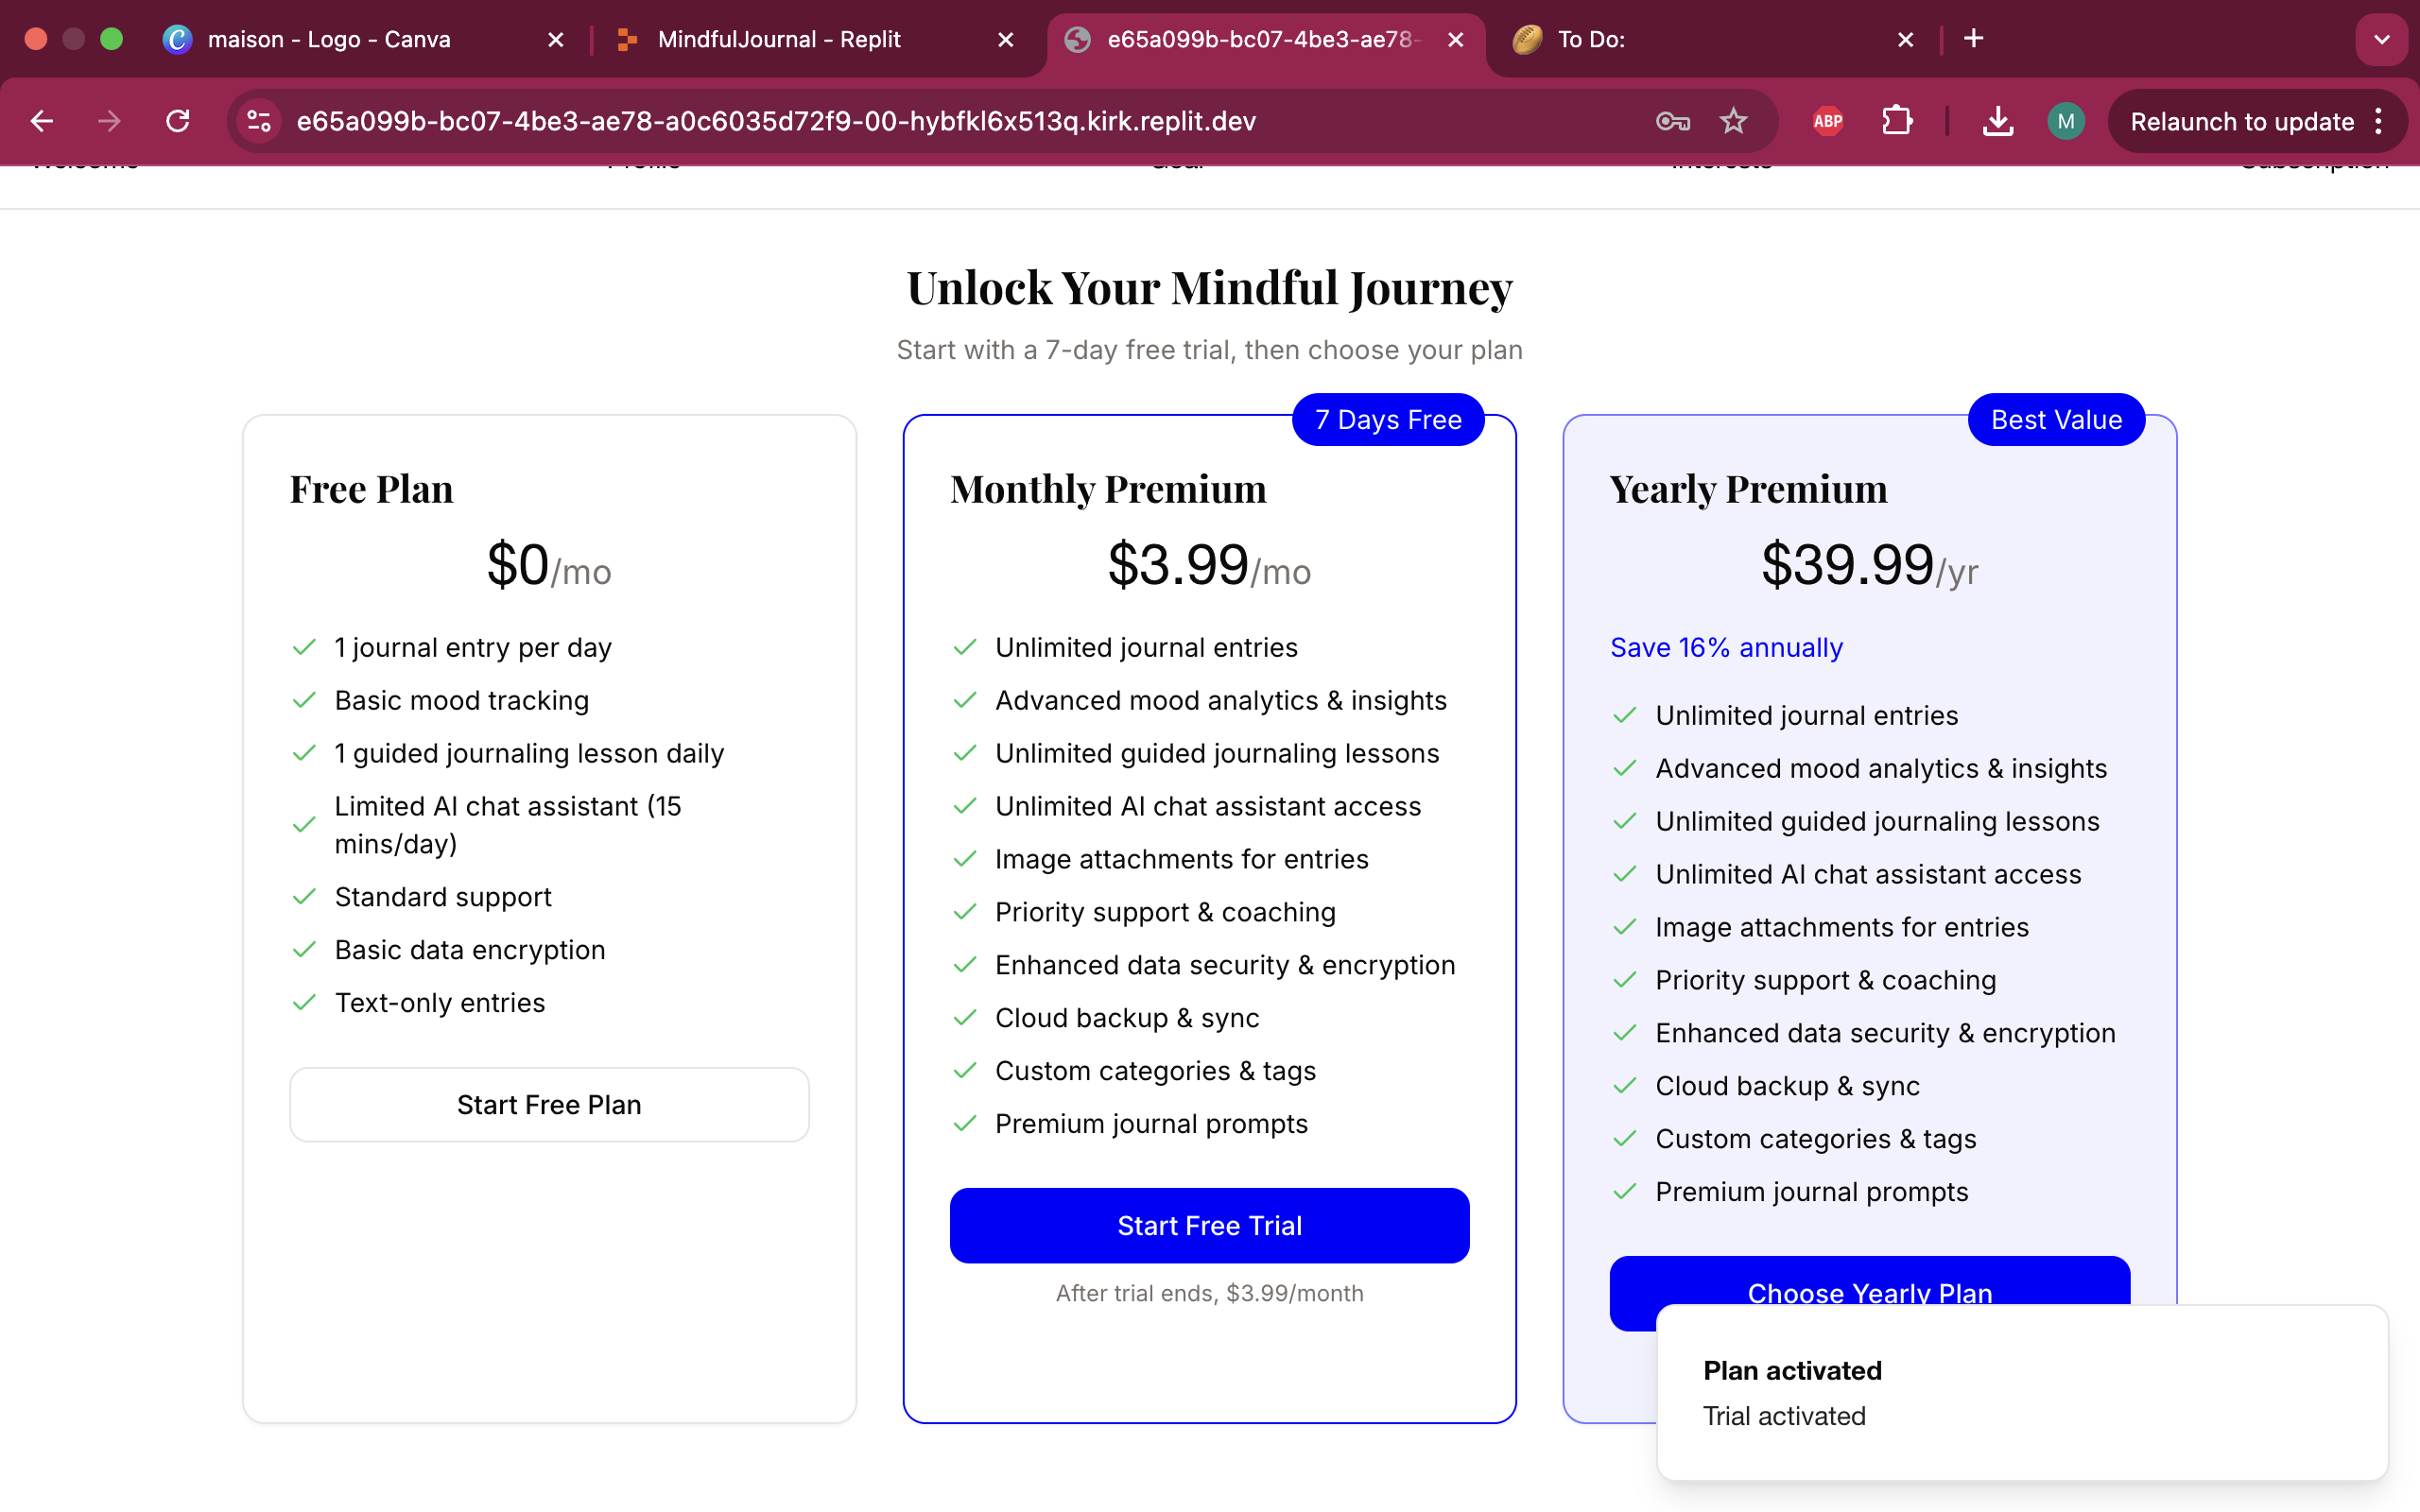 maison - Logo - Canva
MindfulJournal - Replit
e65a099b-bc07-4be3-ae78-
To Do:
e65a099b-bc07-4be3-ae78-a0c6035d72f9-00-hybfkl6x513q.kirk.replit.dev
ABP
M
Relaunch to update
Welcome
Profile
Goal
Interests
Subscription
Unlock Your Mindful Journey
Start with a 7-day free trial, then choose your plan
Free Plan
$0/mo
1 journal entry per day
Basic mood tracking
1 guided journaling lesson daily
Limited AI chat assistant (15
mins/day)
Standard support
Basic data encryption
Text-only entries
Start Free Plan
7 Days Free
Monthly Premium
$3.99/mo
Unlimited journal entries
Advanced mood analytics & insights
Unlimited guided journaling lessons
Unlimited AI chat assistant access
Image attachments for entries
Priority support & coaching
Enhanced data security & encryption
Cloud backup & sync
Custom categories & tags
Premium journal prompts
Start Free Trial
After trial ends, $3.99/month
Best Value
Yearly Premium
$39.99/yr
Save 16% annually
Unlimited journal entries
Advanced mood analytics & insights
Unlimited guided journaling lessons
Unlimited AI chat assistant access
Image attachments for entries
Priority support & coaching
Enhanced data security & encryption
Cloud backup & sync
Custom categories & tags
Premium journal prompts
Choose Yearly Plan
Plan activated
Trial activated